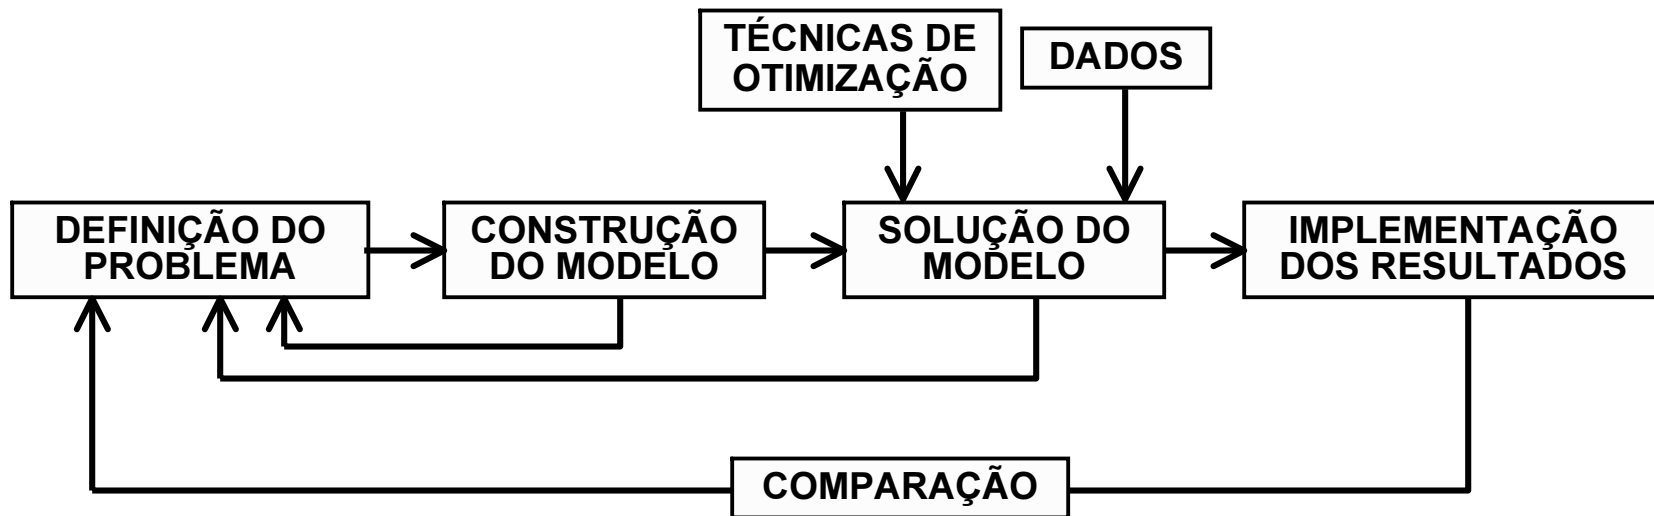 TÉCNICAS DE
OTIMIZAÇÃO
DADOS
DEFINIÇÃO DO
PROBLEMA
CONSTRUÇÃO
DO MODELO
SOLUÇÃO DO
MODELO
IMPLEMENTAÇÃO
DOS RESULTADOS
COMPARAÇÃO